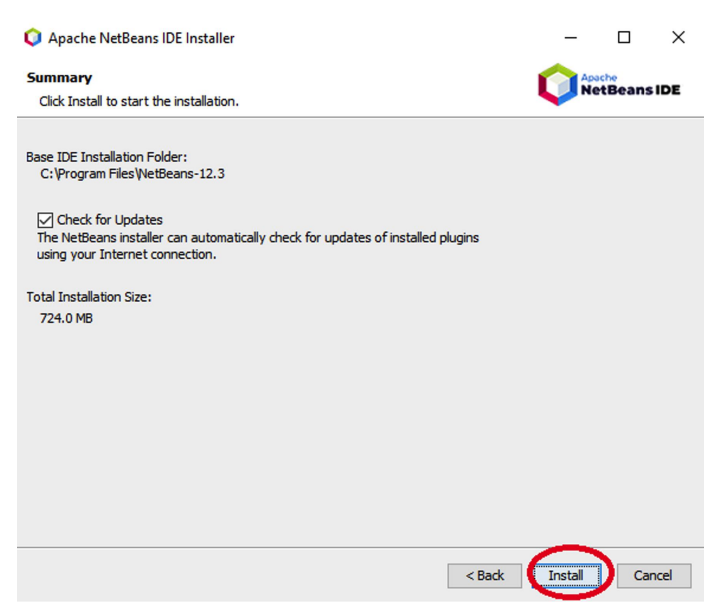 Apache NetBeans IDE Installer
Summary
Click Install to start the installation.
Apache
NetBeans IDE
Base IDE Installation Folder:
C:\Program Files\NetBeans-12.3
Check for Updates
The NetBeans installer can automatically check for updates of installed plugins
using your Internet connection.
Total Installation Size:
724.0 MB
< Back
Install
Cancel